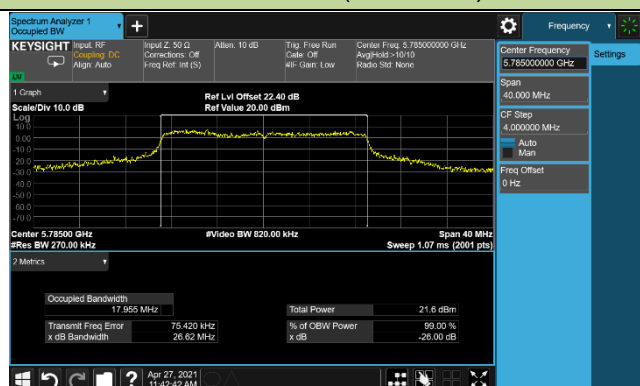 Spectrum Analyzer 1
Occupied BW
+
Frequency
KEYSIGHT
Input: RF
Coupling: DC
Align: Auto
Input Z: 50 Ω
Corrections: Off
Freq Ref: Int (S)
Atten: 10 dB
Trig: Free Run
Gate: Off
#IF Gain: Low
Center Freq: 5.785000000 GHz
Avg|Hold:>10/10
Radio Std: None
Center Frequency
5.785000000 GHz
Settings
Span
40.000 MHz
CF Step
4.000000 MHz
Auto
Man
Freq Offset
0 Hz
1 Graph
Scale/Div 10.0 dB
Ref Lvl Offset 22.40 dB
Ref Value 20.00 dBm
Log
10.0
0.00
-10.0
-20.0
-30.0
-40.0
-50.0
-60.0
-70.0
Center 5.78500 GHz
#Res BW 270.00 kHz
#Video BW 820.00 kHz
Span 40 MHz
Sweep 1.07 ms (2001 pts)
2 Metrics
Occupied Bandwidth
17.955 MHz
Total Power 21.6 dBm
Transmit Freq Error 75.420 kHz
% of OBW Power 99.00 %
x dB Bandwidth 26.62 MHz
x dB -26.00 dB
?
Apr 27, 2021
11:42:42 AM